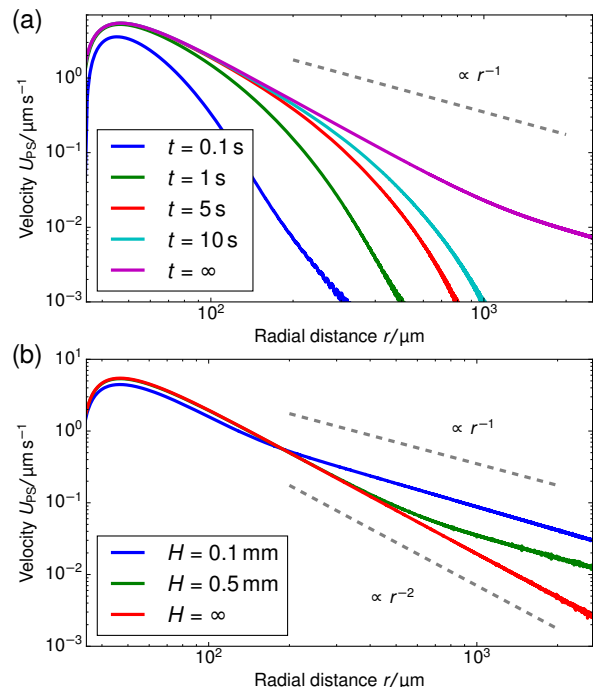 (a)
10⁰
10⁻¹
10⁻²
10⁻³
Velocity U_PS/µm s⁻¹
∝ r⁻¹
t = 0.1 s
t = 1 s
t = 5 s
t = 10 s
t = ∞
10² 10³
Radial distance r/µm
(b)
10¹
10⁰
10⁻¹
10⁻²
10⁻³
Velocity U_PS/µm s⁻¹
∝ r⁻¹
∝ r⁻²
H = 0.1 mm
H = 0.5 mm
H = ∞
10² 10³
Radial distance r/µm